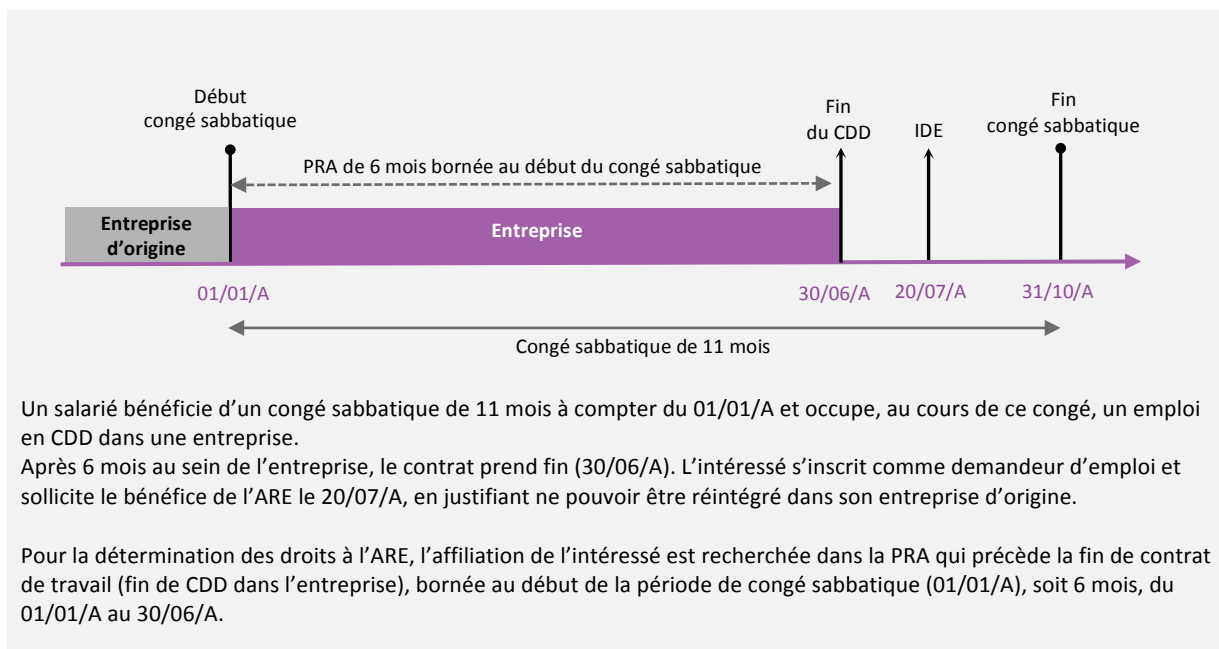 Début
congé sabbatique
Fin
du CDD
IDE
Fin
congé sabbatique
PRA de 6 mois bornée au début du congé sabbatique
Entreprise
d’origine
Entreprise
01/01/A
30/06/A
20/07/A
31/10/A
Congé sabbatique de 11 mois
Un salarié bénéficie d’un congé sabbatique de 11 mois à compter du 01/01/A et occupe, au cours de ce congé, un emploi
en CDD dans une entreprise.
Après 6 mois au sein de l’entreprise, le contrat prend fin (30/06/A). L’intéressé s’inscrit comme demandeur d’emploi et
sollicite le bénéfice de l’ARE le 20/07/A, en justifiant ne pouvoir être réintégré dans son entreprise d’origine.
Pour la détermination des droits à l’ARE, l’affiliation de l’intéressé est recherchée dans la PRA qui précède la fin de contrat
de travail (fin de CDD dans l’entreprise), bornée au début de la période de congé sabbatique (01/01/A), soit 6 mois, du
01/01/A au 30/06/A.